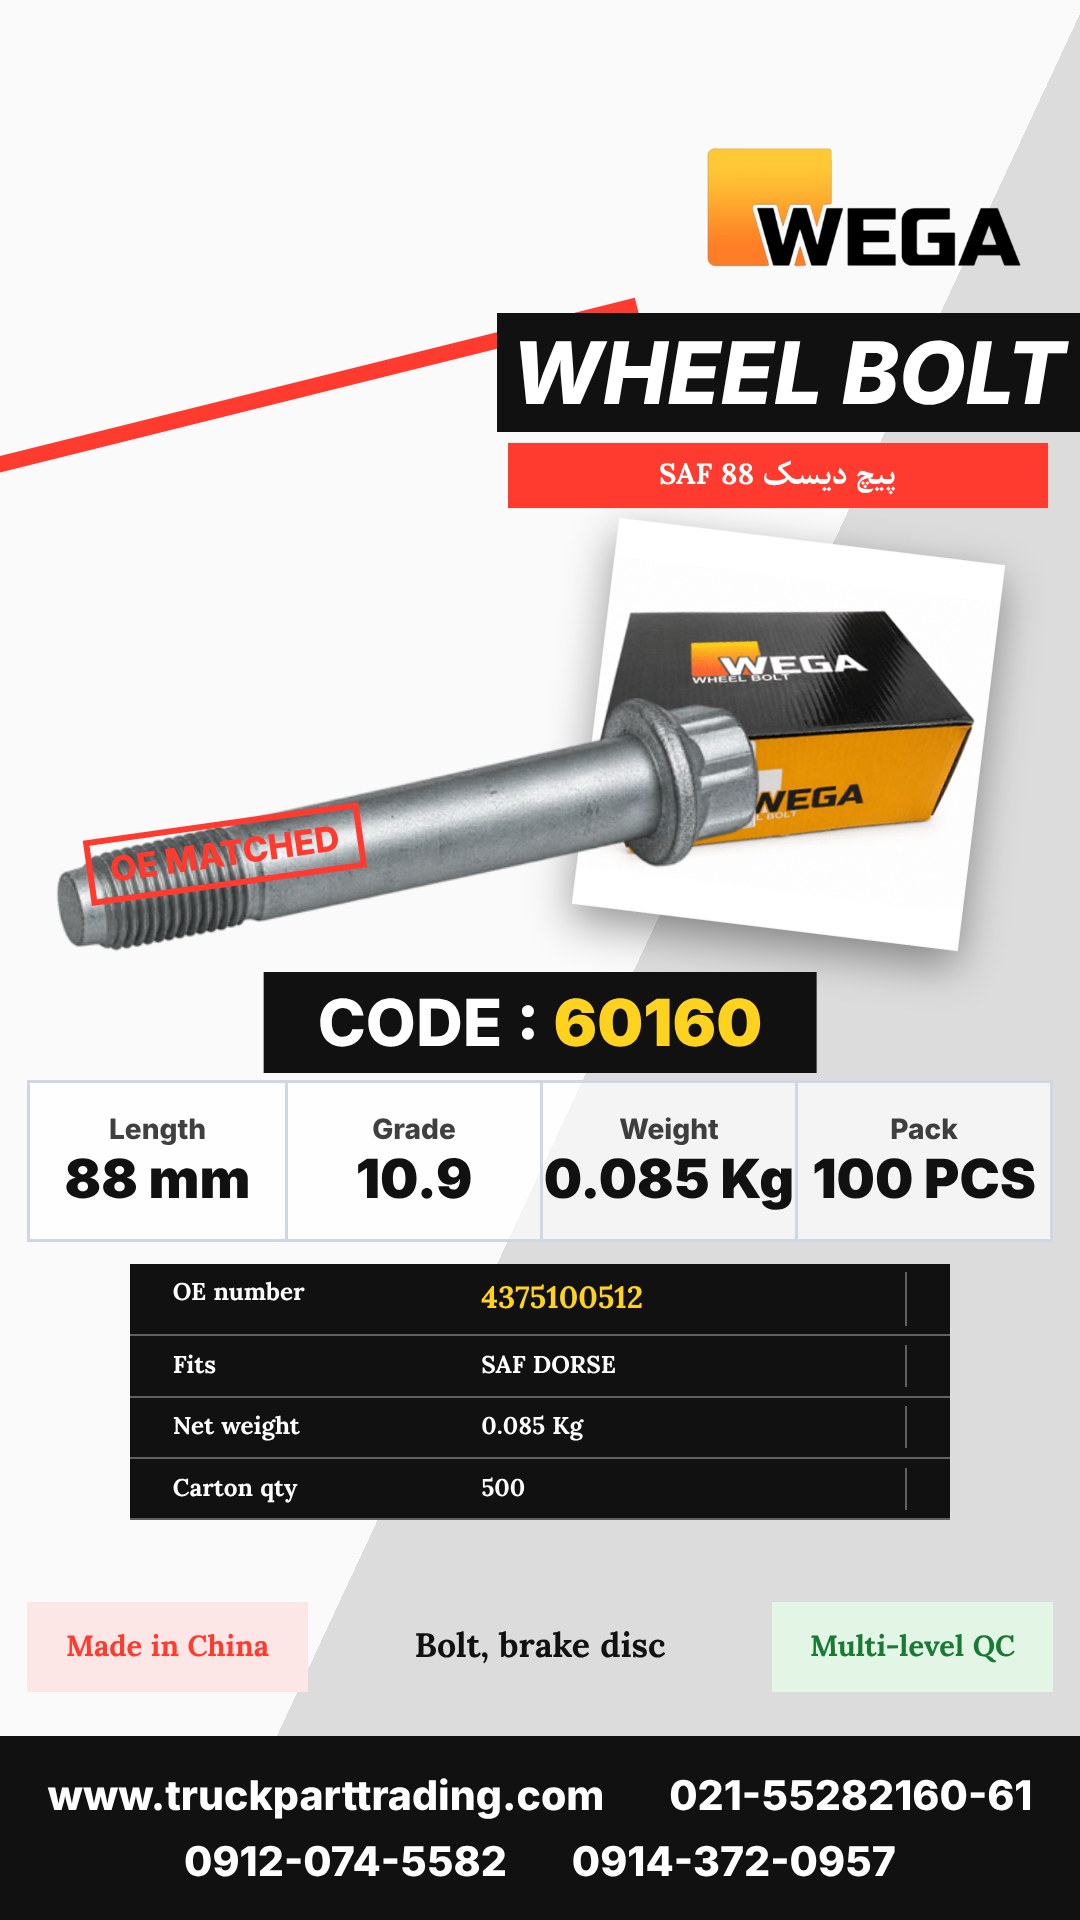 WEGA
WHEEL BOLT
پیچ دیسک SAF 88
WEGA
WHEEL BOLT
WEGA
L BOLT
OE MATCHED
CODE : 60160
Length
88 mm
Grade
10.9
Weight
0.085 Kg
Pack
100 PCS
OE number 4375100512
Fits SAF DORSE
Net weight 0.085 Kg
Carton qty 500
Made in China
Bolt, brake disc
Multi-level QC
www.truckparttrading.com 021-55282160-61
0912-074-5582 0914-372-0957